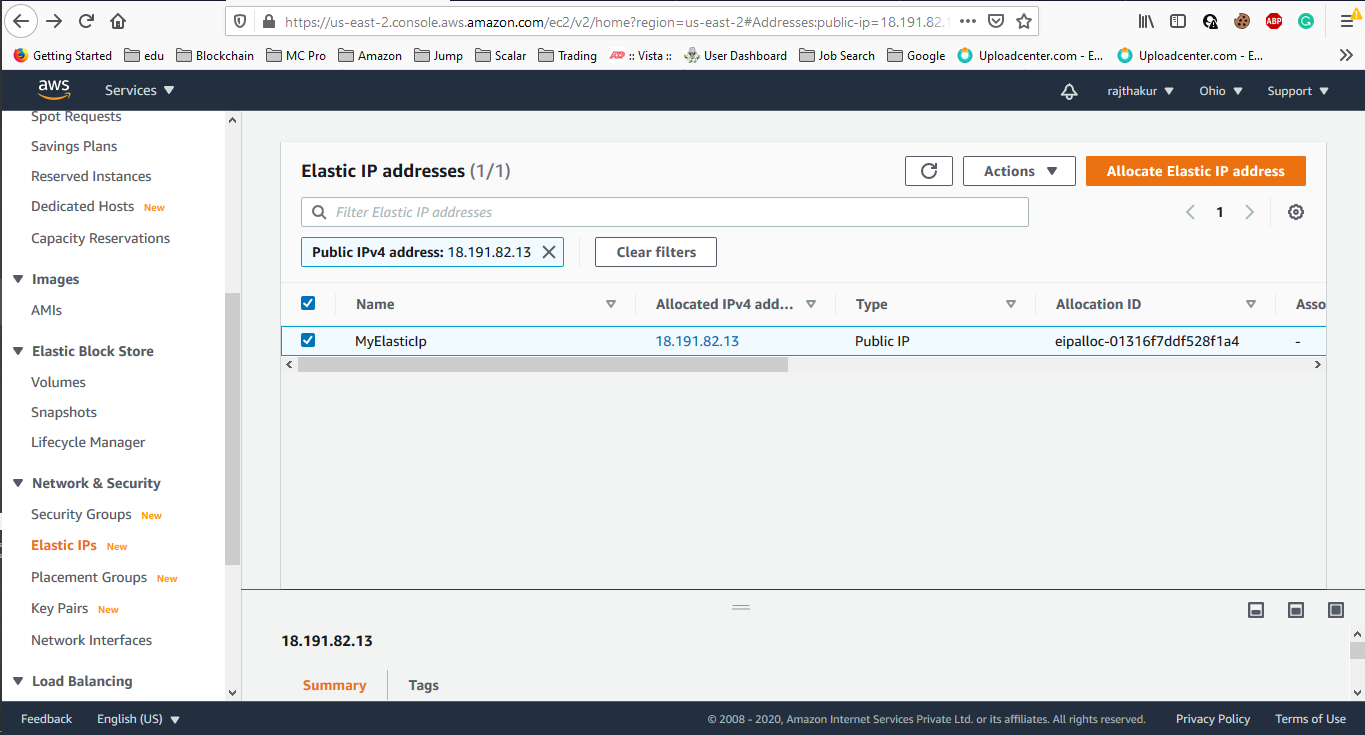 https://us-east-2.console.aws.amazon.com/ec2/v2/home?region=us-east-2#Addresses:public-ip=18.191.82.1
Getting Started edu Blockchain MC Pro Amazon Jump Scalar Trading :: Vista :: User Dashboard Job Search Google Uploadcenter.com - E... Uploadcenter.com - E...
aws Services rajthakur Ohio Support
Spot Requests
Savings Plans
Reserved Instances
Dedicated Hosts New
Capacity Reservations
Images
AMIs
Elastic Block Store
Volumes
Snapshots
Lifecycle Manager
Network & Security
Security Groups New
Elastic IPs New
Placement Groups New
Key Pairs New
Network Interfaces
Load Balancing
Elastic IP addresses (1/1)
Actions
Allocate Elastic IP address
Filter Elastic IP addresses
1
Public IPv4 address: 18.191.82.13
Clear filters
Name Allocated IPv4 add... Type Allocation ID Asso
MyElasticIp 18.191.82.13 Public IP eipalloc-01316f7ddf528f1a4 -
18.191.82.13
Summary Tags
Feedback English (US) © 2008 - 2020, Amazon Internet Services Private Ltd. or its affiliates. All rights reserved. Privacy Policy Terms of Use